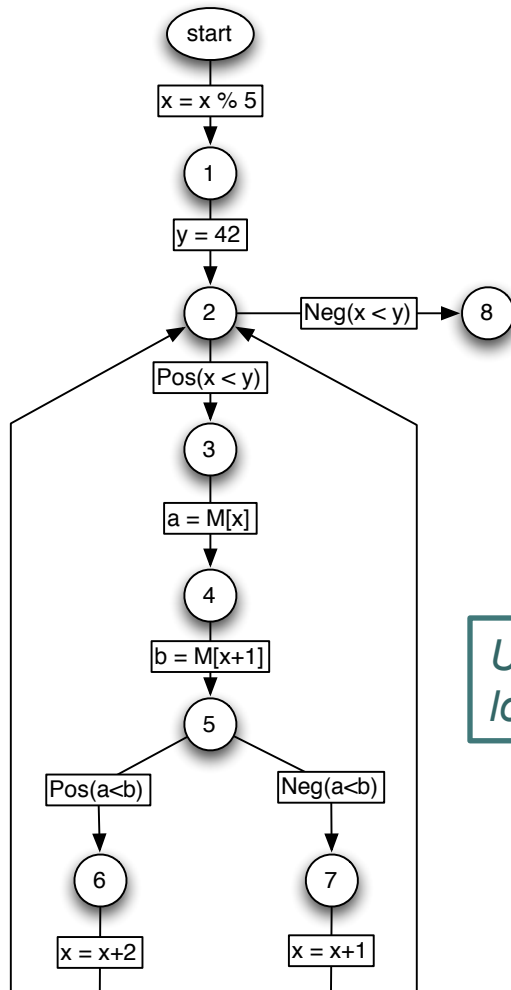 start
x = x % 5
1
y = 42
2
Neg(x < y)
8
Pos(x < y)
3
a = M[x]
4
b = M[x+1]
5
Pos(a<b)
Neg(a<b)
6
7
x = x+2
x = x+1